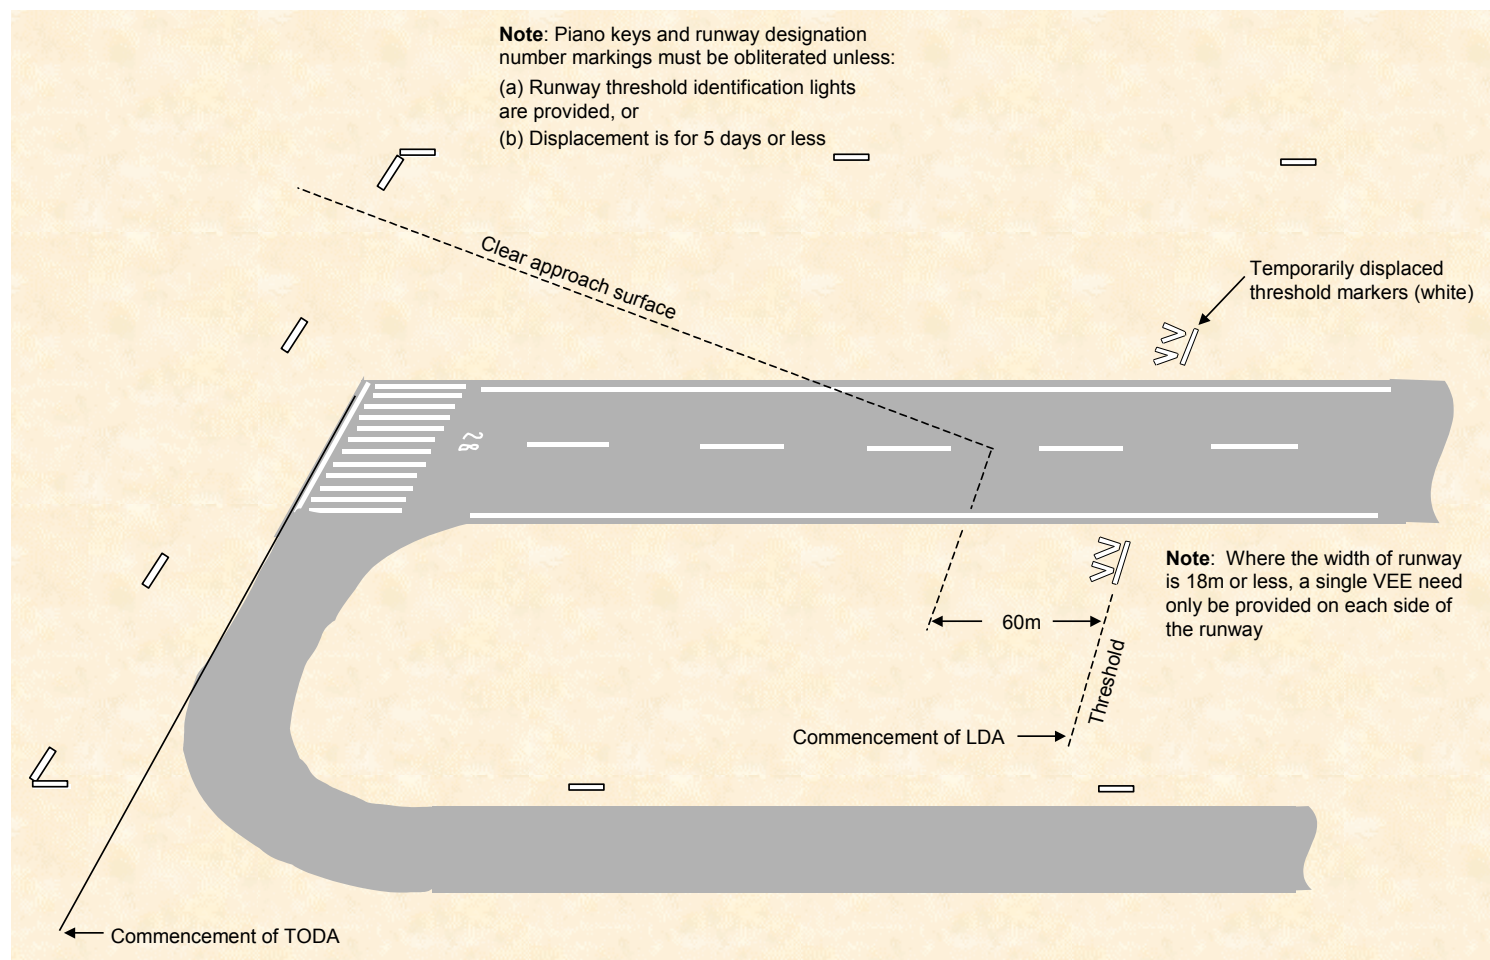 Note: Piano keys and runway designation
number markings must be obliterated unless:
(a) Runway threshold identification lights
are provided, or
(b) Displacement is for 5 days or less
Clear approach surface
Temporarily displaced
threshold markers (white)
28
Note: Where the width of runway
is 18m or less, a single VEE need
only be provided on each side of
the runway
60m
Threshold
Commencement of LDA
Commencement of TODA